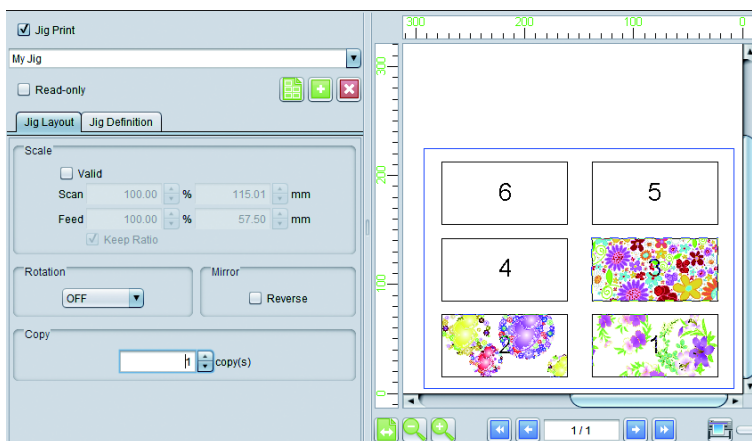 Jig Print
My Jig
Read-only
Jig Layout Jig Definition
Scale
Valid
Scan 100.00 % 115.01 mm
Feed 100.00 % 57.50 mm
Keep Ratio
Rotation Mirror
OFF Reverse
Copy
1 copy(s)
300 200 100 0
300
200
100
0
6 5
4 3
2 1
1/1